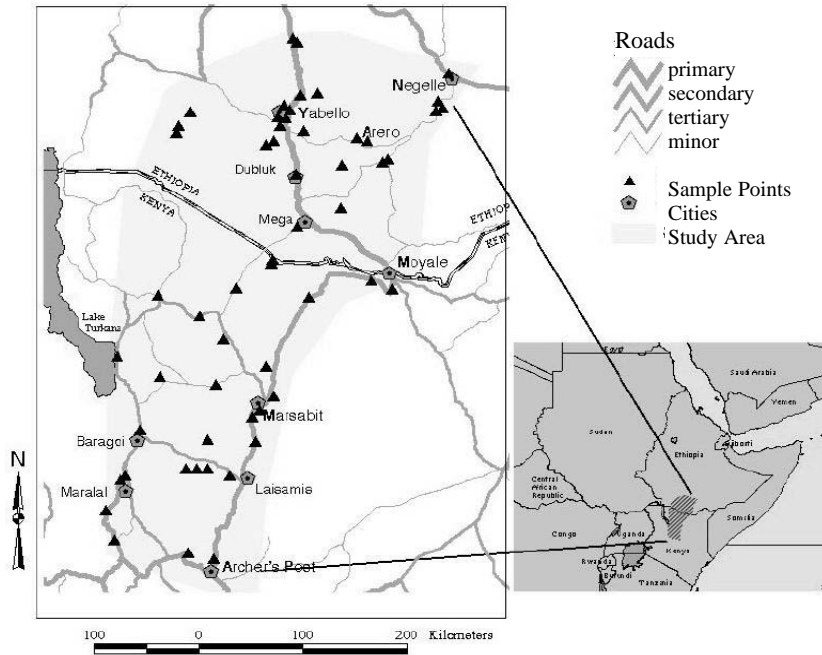 Negelle
Yabello
Arero
Dubluk
ETHIOPIA
KENYA
Mega
ETHIOP
KENY
Moyale
Lake
Turkana
Marsabit
Baragoi
Maralal
Laisamis
Archer's Post
N
100 0 100 200 Kilometers
Roads
primary
secondary
tertiary
minor
Sample Points
Cities
Study Area
Egypt
Saudi Arabia
Yemen
Sudan
Djibouti
Ethiopia
Central
African
Republic
Somalia
Congo
Uganda
Kenya
Rwanda
Burundi
Tanzania